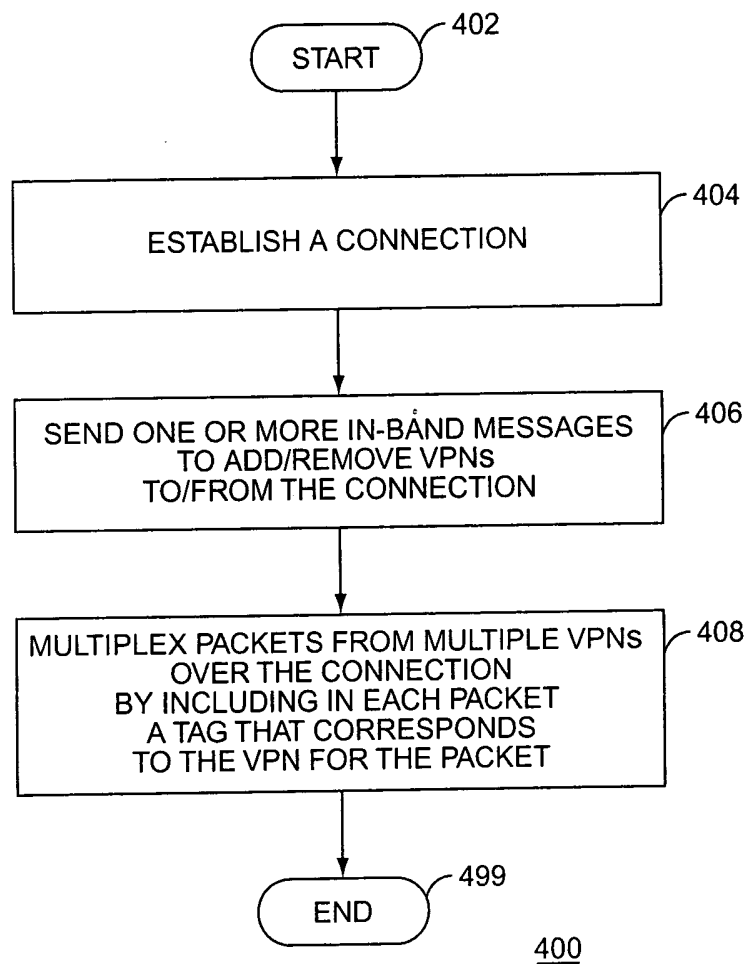 START
402
ESTABLISH A CONNECTION
404
SEND ONE OR MORE IN-BAND MESSAGES
TO ADD/REMOVE VPNs
TO/FROM THE CONNECTION
406
MULTIPLEX PACKETS FROM MULTIPLE VPNs
OVER THE CONNECTION
BY INCLUDING IN EACH PACKET
A TAG THAT CORRESPONDS
TO THE VPN FOR THE PACKET
408
END
499
400